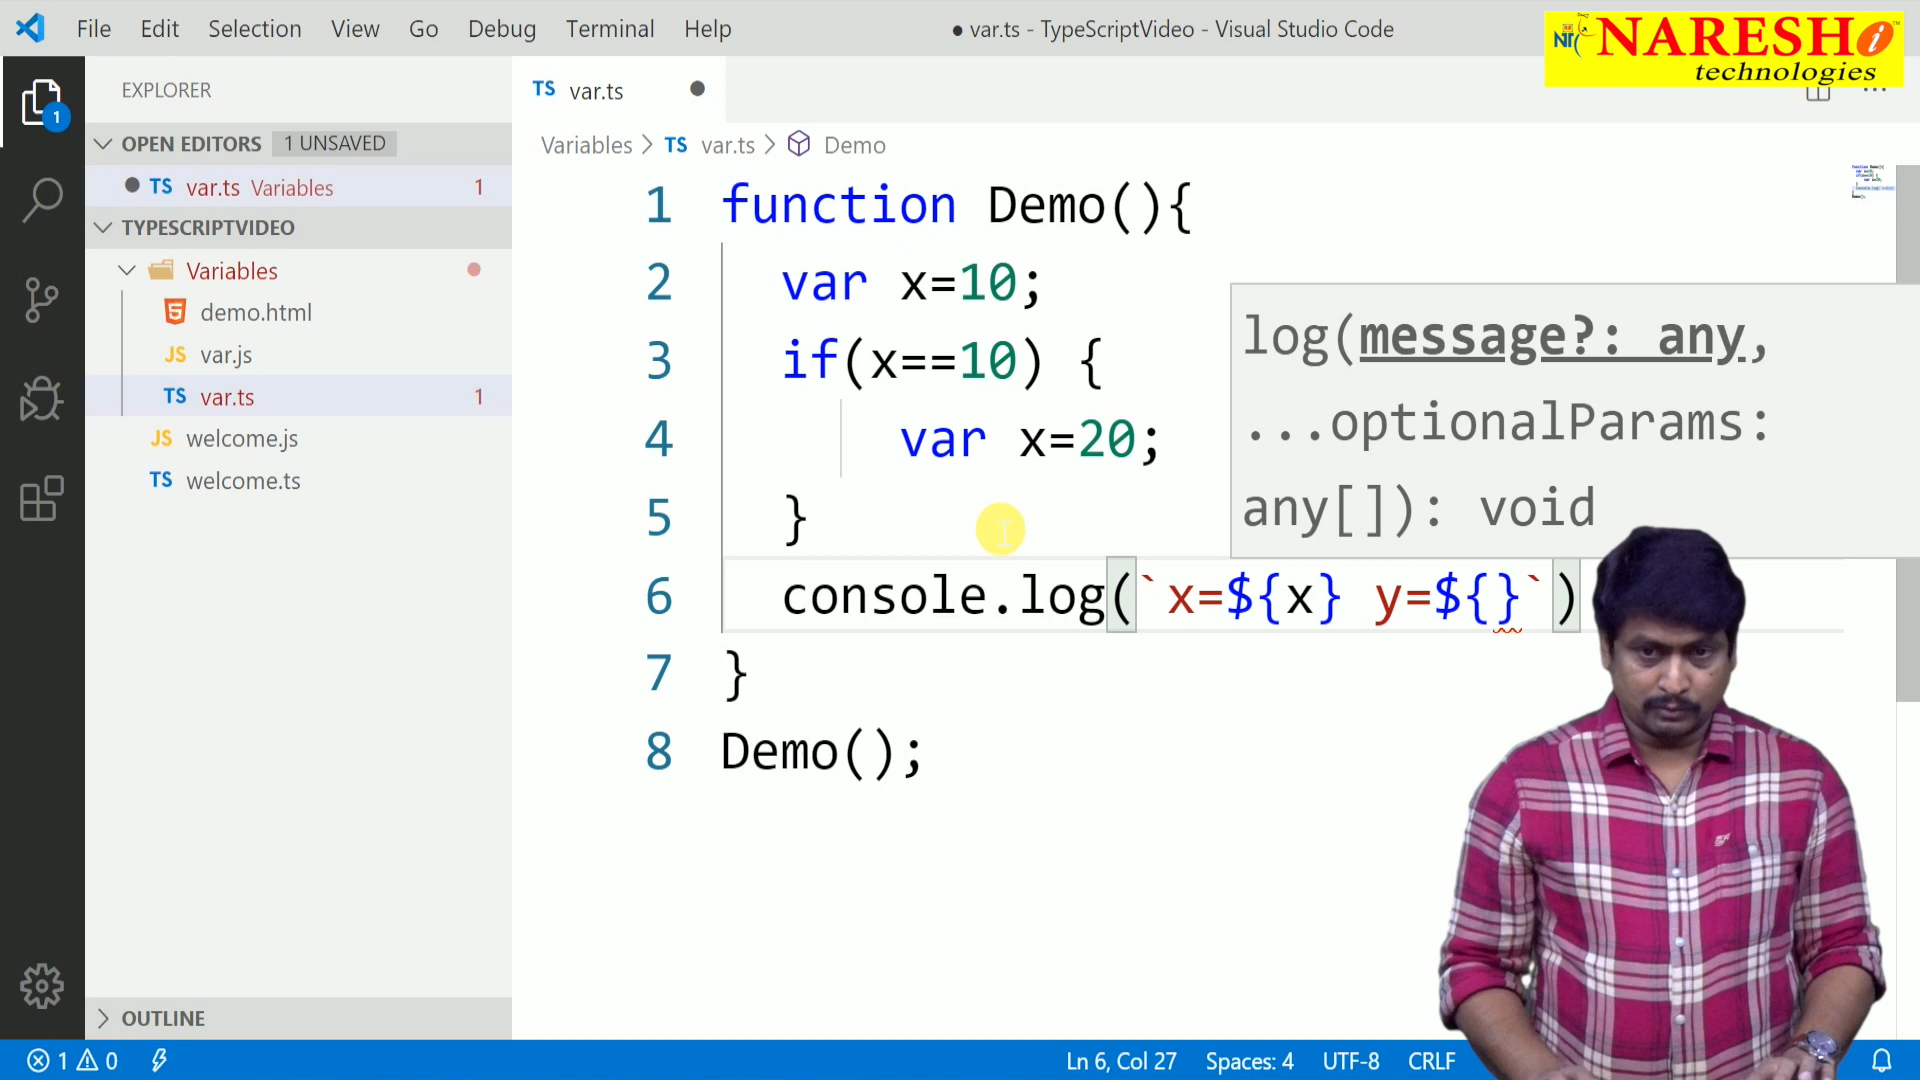 File Edit Selection View Go Debug Terminal Help
● var.ts - TypeScriptVideo - Visual Studio Code
NT NARESH i
technologies
EXPLORER
OPEN EDITORS 1 UNSAVED
TS var.ts Variables 1
TYPESCRIPTVIDEO
Variables
demo.html
JS var.js
TS var.ts 1
JS welcome.js
TS welcome.ts
OUTLINE
1
TS var.ts
Variables > TS var.ts > Demo
1 function Demo(){
2 var x=10;
3 if(x==10) {
4 var x=20;
5 }
6 console.log(`x=${x} y=${}`)
7 }
8 Demo();
log(message?: any,
...optionalParams:
any[]): void
1 0
Ln 6, Col 27 Spaces: 4 UTF-8 CRLF